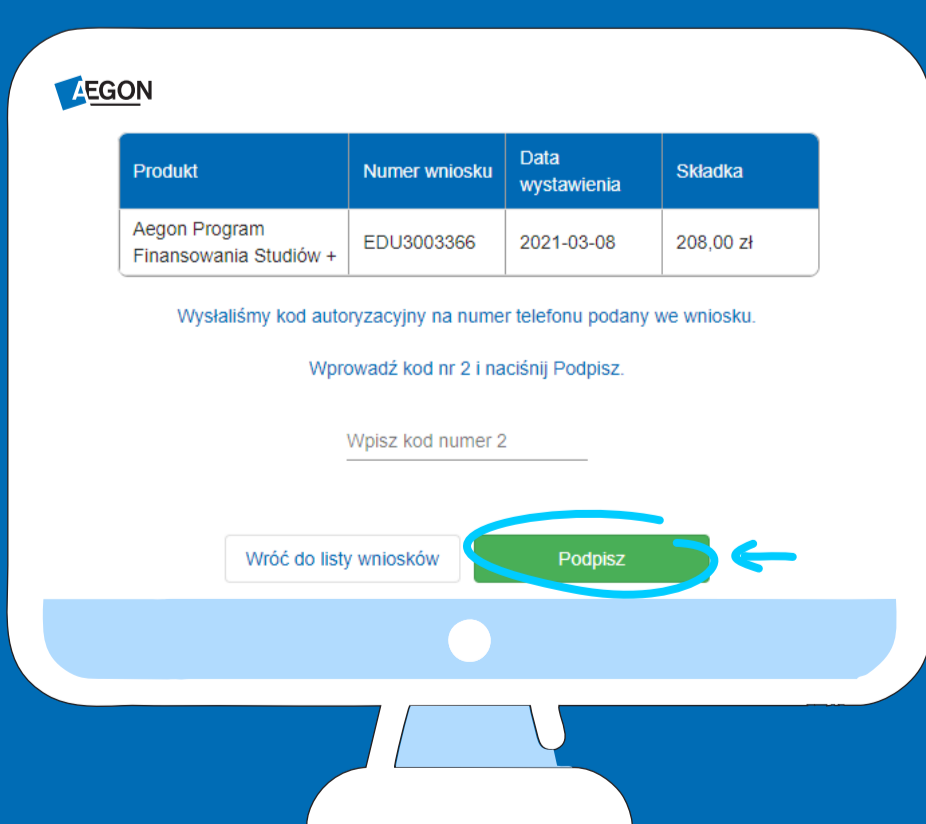 AEGON
Produkt
Numer wniosku
Data
wystawienia
Składka
Aegon Program
Finansowania Studiów +
EDU3003366
2021-03-08
208,00 zł
Wysłaliśmy kod autoryzacyjny na numer telefonu podany we wniosku.
Wprowadź kod nr 2 i naciśnij Podpisz.
Wpisz kod numer 2
Wróć do listy wniosków
Podpisz